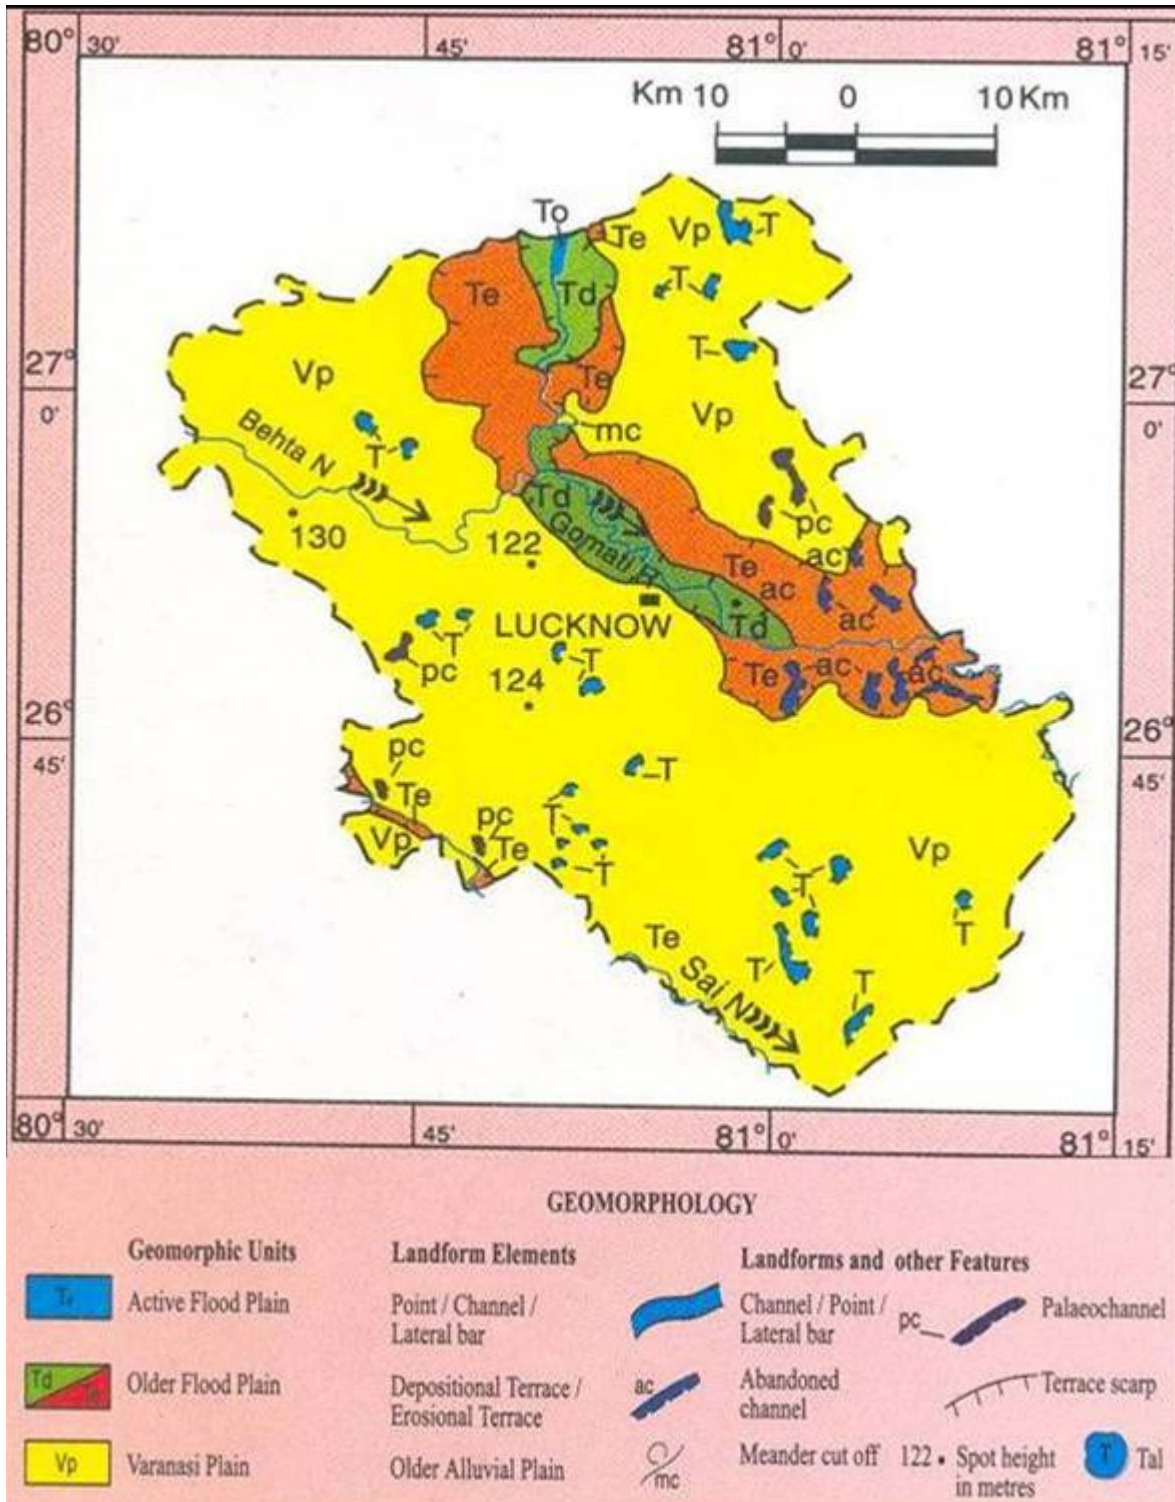 80° 30' 45' 81° 0' 81° 15'
Km 10 0 10 Km
To
Te Vp T
Te Td T
27° 0' Vp Te T 27° 0'
Vp
mc
Behta N T
Td pc
130 122 Gomati R Te ac
ac
ac
T LUCKNOW Td
pc T
124 Te ac ac
26° 45' 26° 45'
pc T
Te pc T
Vp Te T Vp
T
T
Te T
Sai N T
80° 30' 45' 81° 0' 81° 15'
GEOMORPHOLOGY
Geomorphic Units Landform Elements Landforms and other Features
Active Flood Plain Point / Channel / Lateral bar Channel / Point / Lateral bar pc Palaeochannel
Td Older Flood Plain Depositional Terrace / Erosional Terrace ac Abandoned channel Terrace scarp
Vp Varanasi Plain Older Alluvial Plain mc Meander cut off 122 . Spot height in metres T Tal